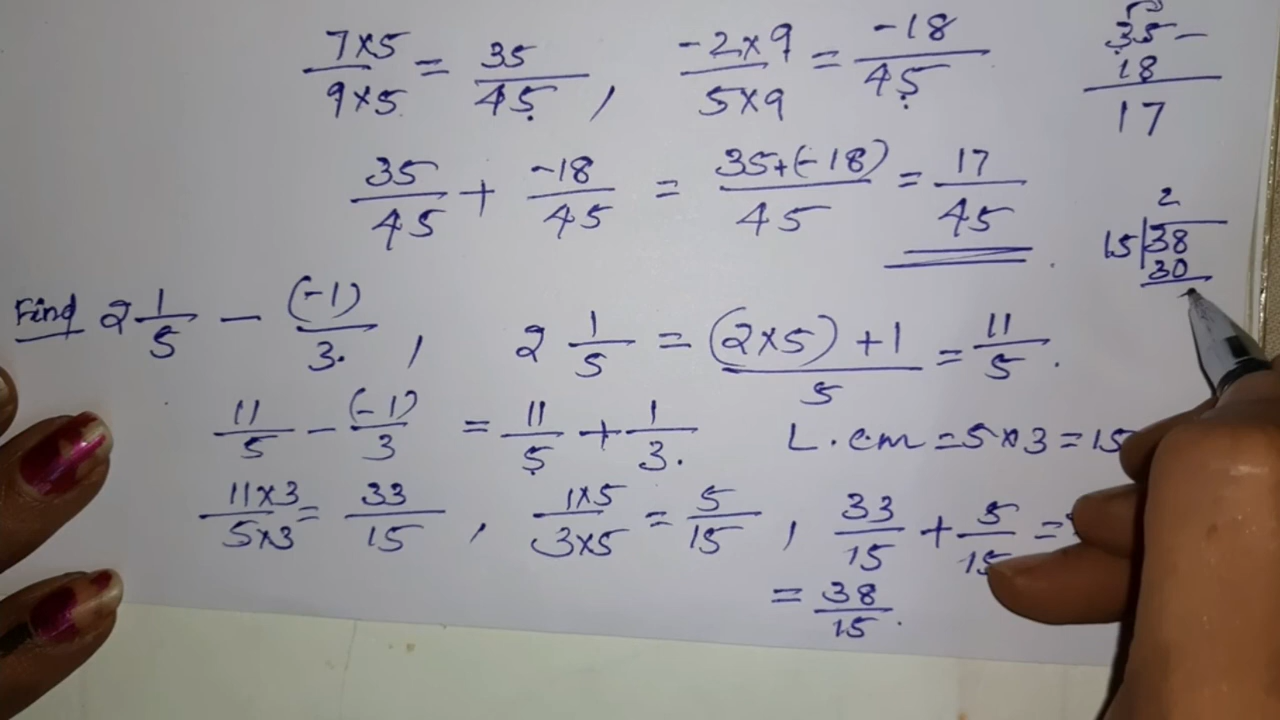 7×5/9×5 = 35/45 , -2×9/5×9 = -18/45
35/45 + -18/45 = 35+(-18)/45 = 17/45
35 -
18
17
2
15|38
30
Find 2 1/5 - (-1)/3 , 2 1/5 = (2×5)+1/5 = 11/5 .
11/5 - (-1)/3 = 11/5 + 1/3 . L.c.m = 5×3 = 15
11×3/5×3 = 33/15 , 1×5/3×5 = 5/15 , 33/15 + 5/15 =
= 38/15 .